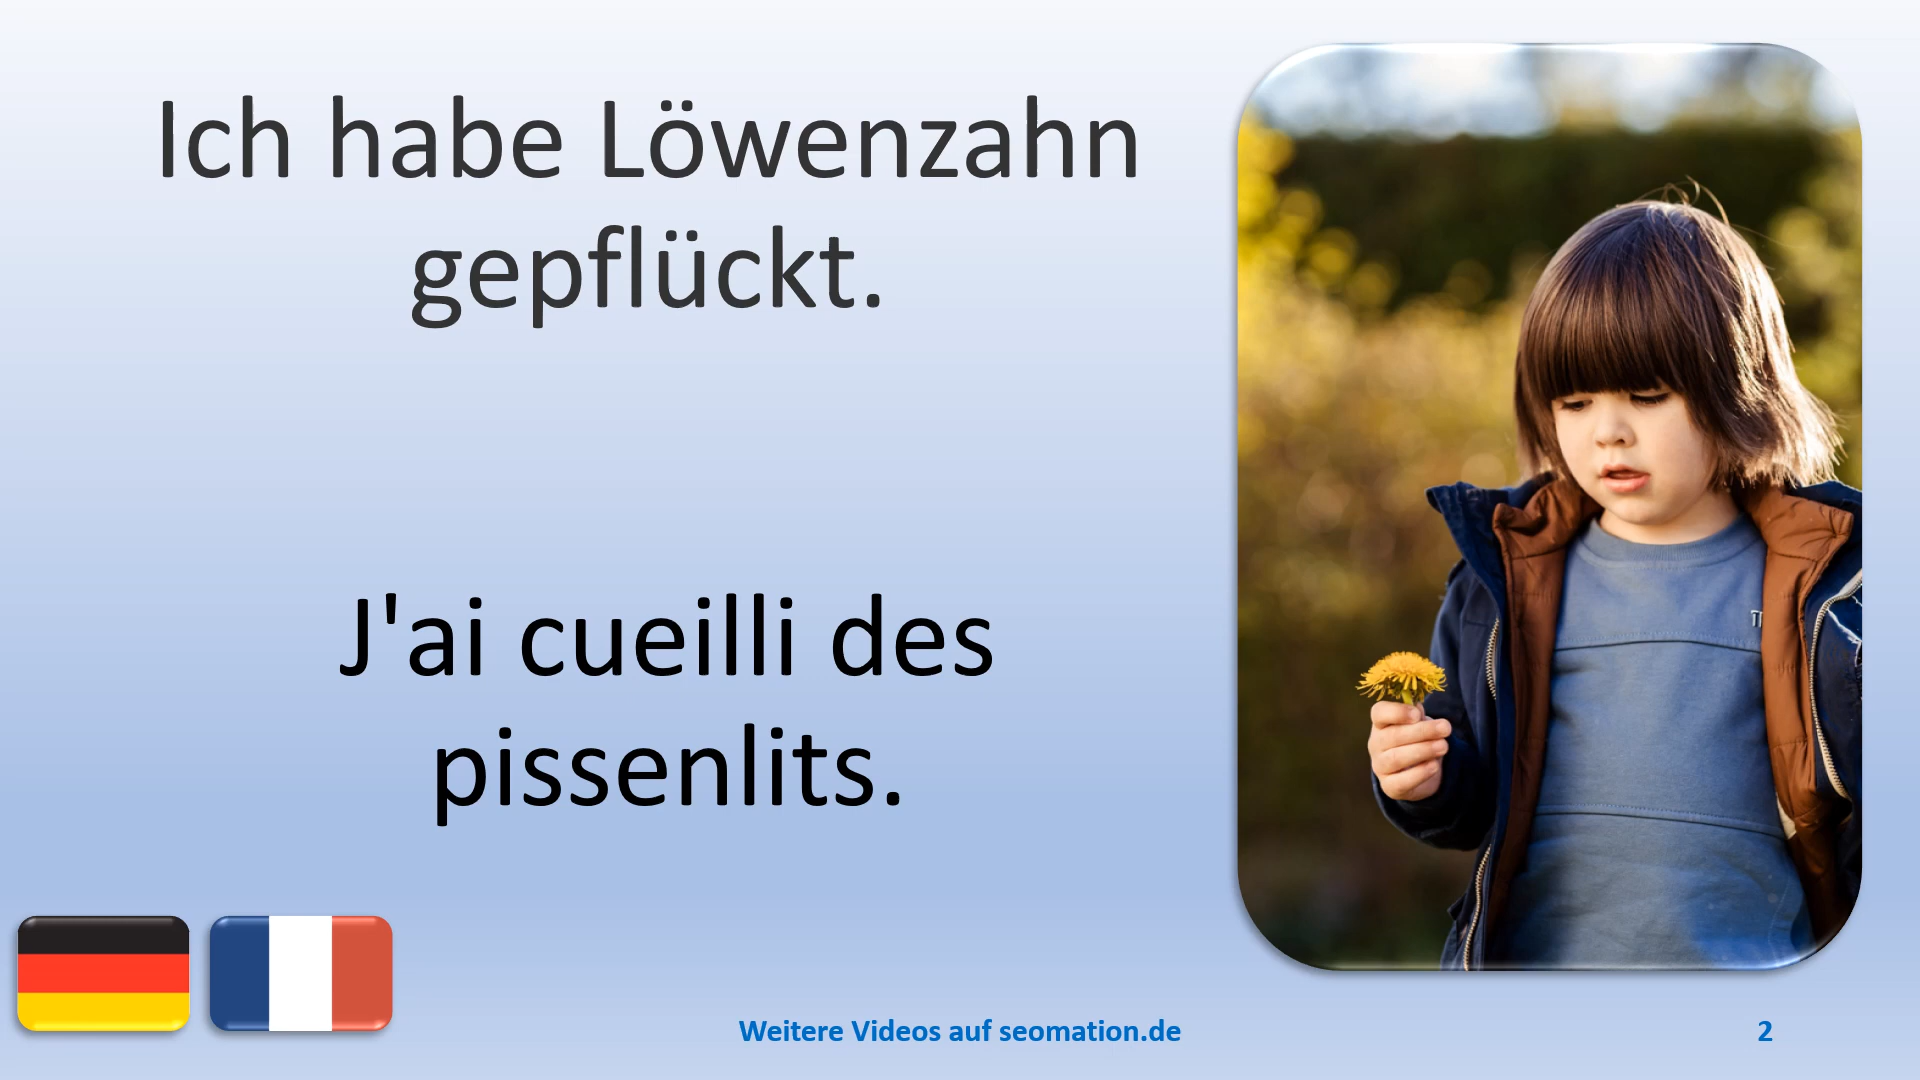 Ich habe Löwenzahn
gepflückt.
J'ai cueilli des
pissenlits.
Weitere Videos auf seomation.de
2